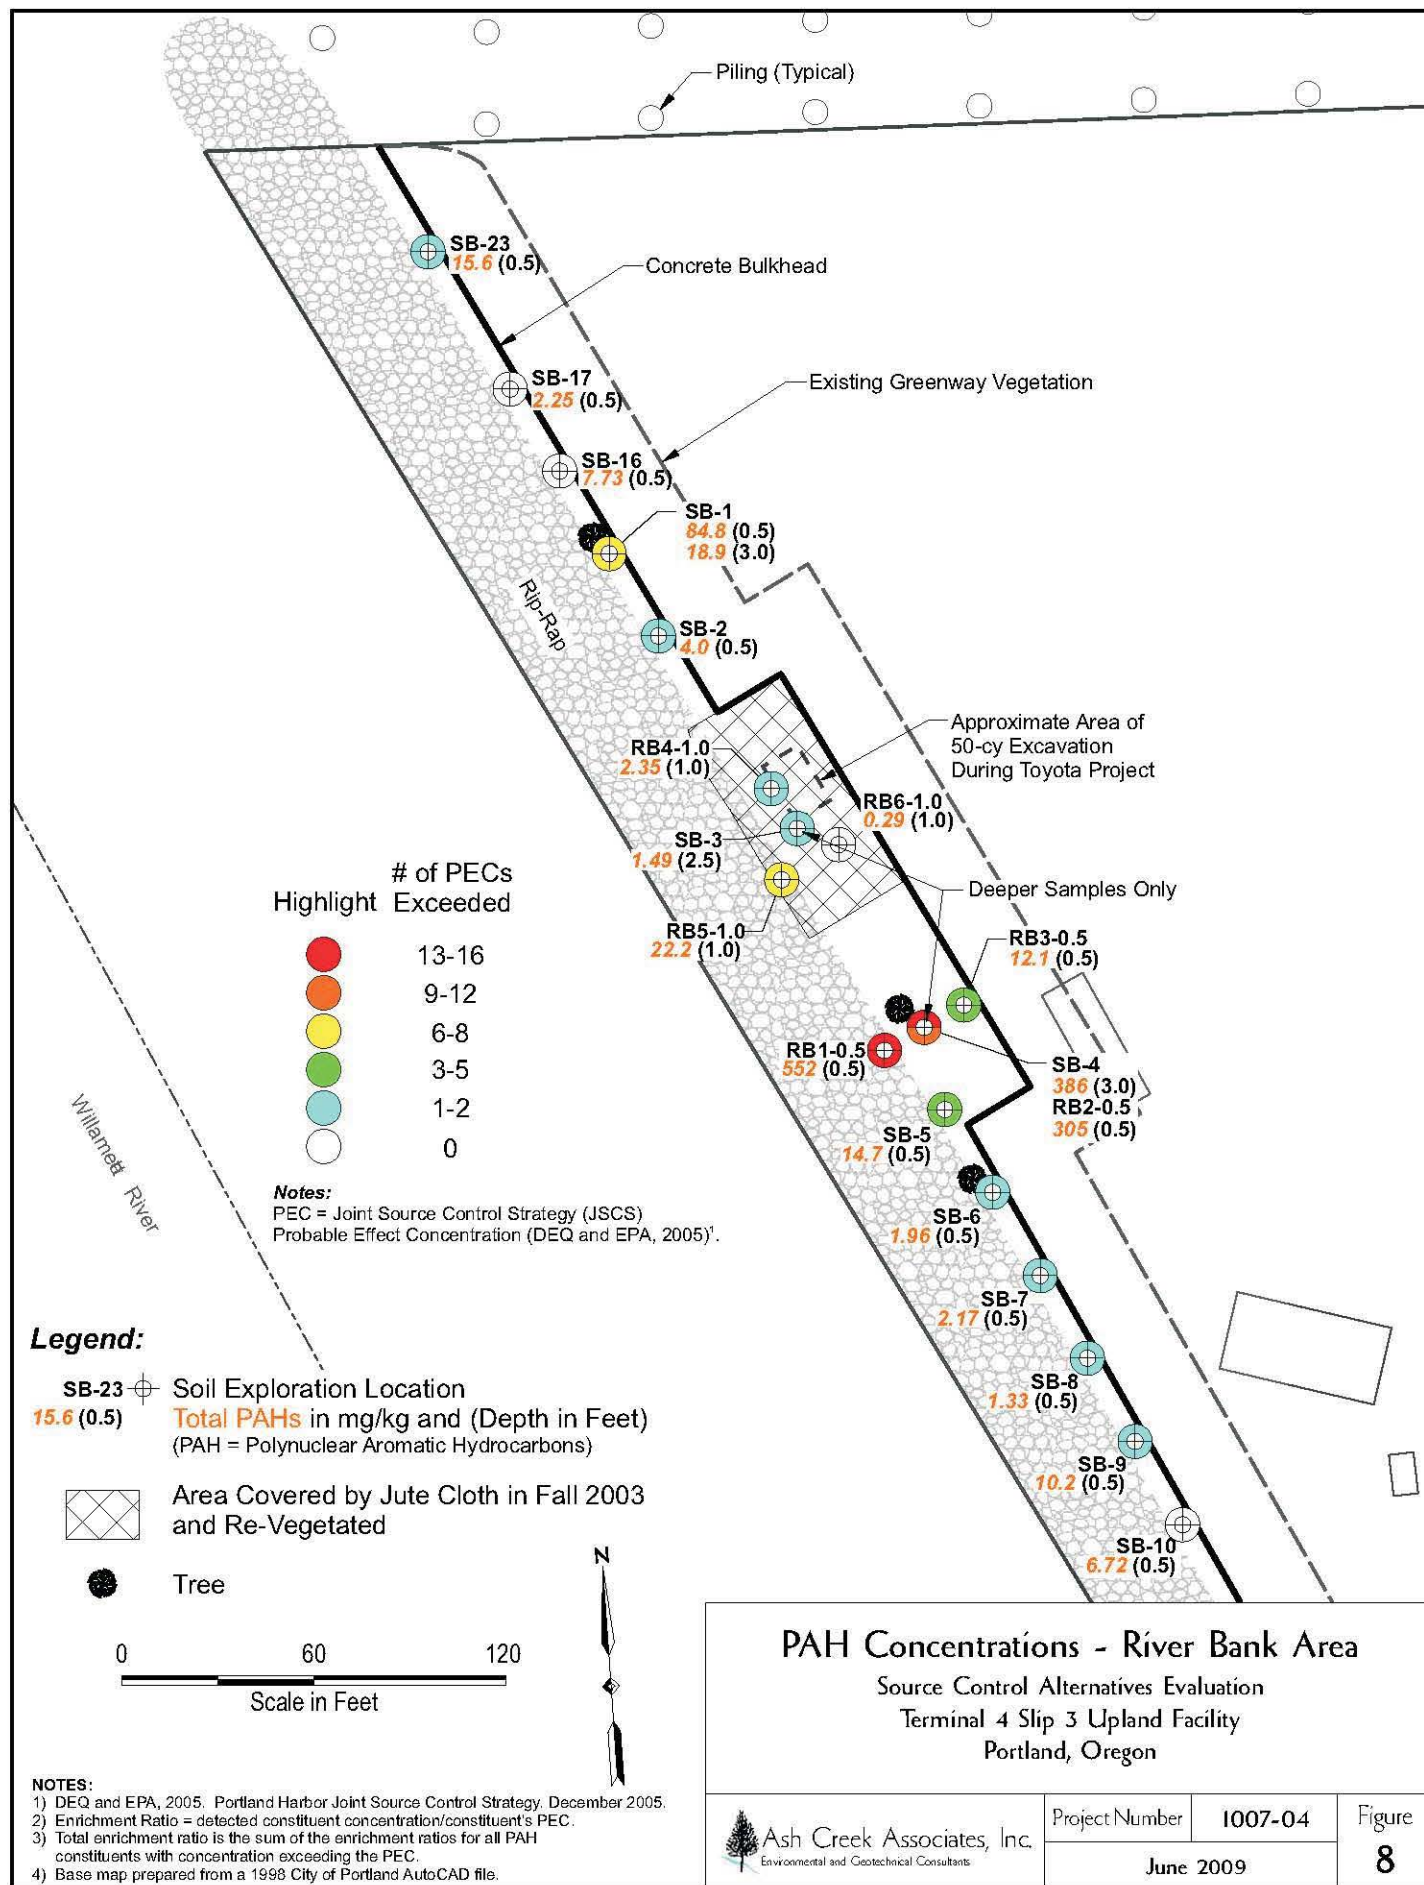 Piling (Typical)
SB-23
15.6 (0.5)
Concrete Bulkhead
SB-17
2.25 (0.5)
Existing Greenway Vegetation
SB-16
7.73 (0.5)
SB-1
84.8 (0.5)
18.9 (3.0)
Rip-Rap
SB-2
4.0 (0.5)
Approximate Area of
50-cy Excavation
During Toyota Project
RB4-1.0
2.35 (1.0)
RB6-1.0
0.29 (1.0)
SB-3
1.49 (2.5)
Deeper Samples Only
RB5-1.0
22.2 (1.0)
RB3-0.5
12.1 (0.5)
RB1-0.5
552 (0.5)
SB-4
386 (3.0)
RB2-0.5
305 (0.5)
SB-5
14.7 (0.5)
SB-6
1.96 (0.5)
SB-7
2.17 (0.5)
SB-8
1.33 (0.5)
SB-9
10.2 (0.5)
SB-10
6.72 (0.5)
# of PECs
Highlight Exceeded
13-16
9-12
6-8
3-5
1-2
0
Notes:
PEC = Joint Source Control Strategy (JSCS)
Probable Effect Concentration (DEQ and EPA, 2005)¹.
Willamett River
Legend:
SB-23 Soil Exploration Location
15.6 (0.5) Total PAHs in mg/kg and (Depth in Feet)
(PAH = Polynuclear Aromatic Hydrocarbons)
Area Covered by Jute Cloth in Fall 2003
and Re-Vegetated
Tree
N
0 60 120
Scale in Feet
NOTES:
1) DEQ and EPA, 2005. Portland Harbor Joint Source Control Strategy. December 2005.
2) Enrichment Ratio = detected constituent concentration/constituent's PEC.
3) Total enrichment ratio is the sum of the enrichment ratios for all PAH
constituents with concentration exceeding the PEC.
4) Base map prepared from a 1998 City of Portland AutoCAD file.
PAH Concentrations - River Bank Area
Source Control Alternatives Evaluation
Terminal 4 Slip 3 Upland Facility
Portland, Oregon
Ash Creek Associates, Inc.
Environmental and Geotechnical Consultants
Project Number 1007-04
June 2009
Figure
8